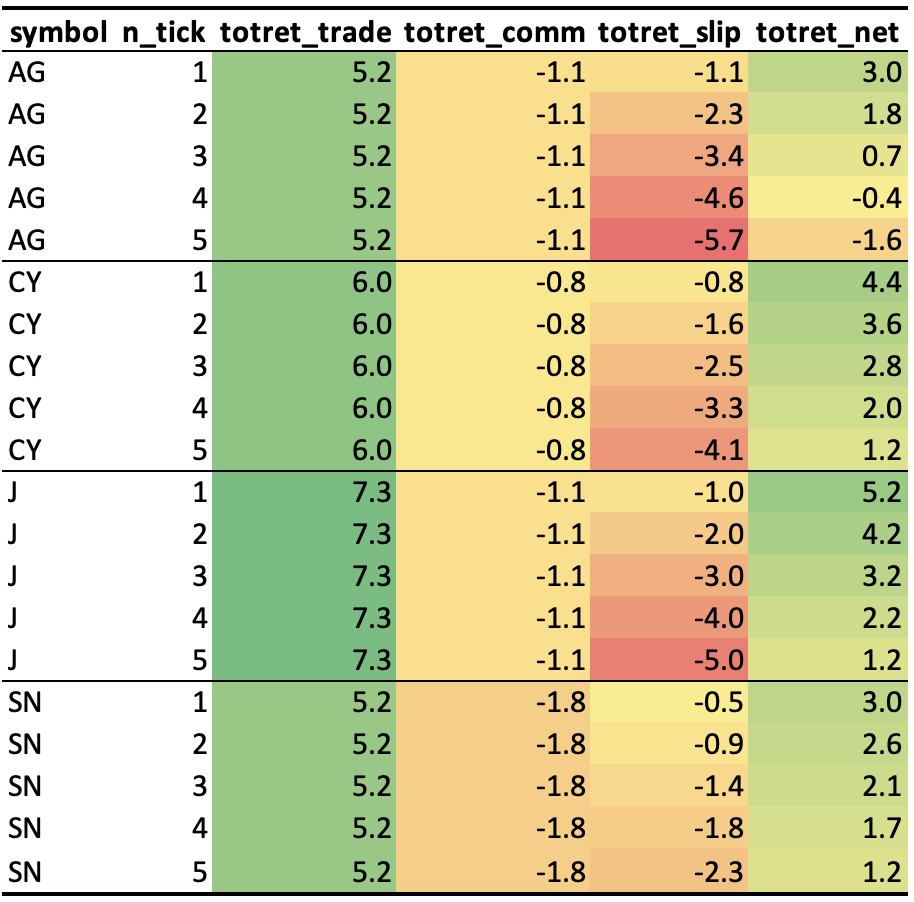 symbol n_tick totret_trade totret_comm totret_slip totret_net
AG 1 5.2 -1.1 -1.1 3.0
AG 2 5.2 -1.1 -2.3 1.8
AG 3 5.2 -1.1 -3.4 0.7
AG 4 5.2 -1.1 -4.6 -0.4
AG 5 5.2 -1.1 -5.7 -1.6
CY 1 6.0 -0.8 -0.8 4.4
CY 2 6.0 -0.8 -1.6 3.6
CY 3 6.0 -0.8 -2.5 2.8
CY 4 6.0 -0.8 -3.3 2.0
CY 5 6.0 -0.8 -4.1 1.2
J 1 7.3 -1.1 -1.0 5.2
J 2 7.3 -1.1 -2.0 4.2
J 3 7.3 -1.1 -3.0 3.2
J 4 7.3 -1.1 -4.0 2.2
J 5 7.3 -1.1 -5.0 1.2
SN 1 5.2 -1.8 -0.5 3.0
SN 2 5.2 -1.8 -0.9 2.6
SN 3 5.2 -1.8 -1.4 2.1
SN 4 5.2 -1.8 -1.8 1.7
SN 5 5.2 -1.8 -2.3 1.2